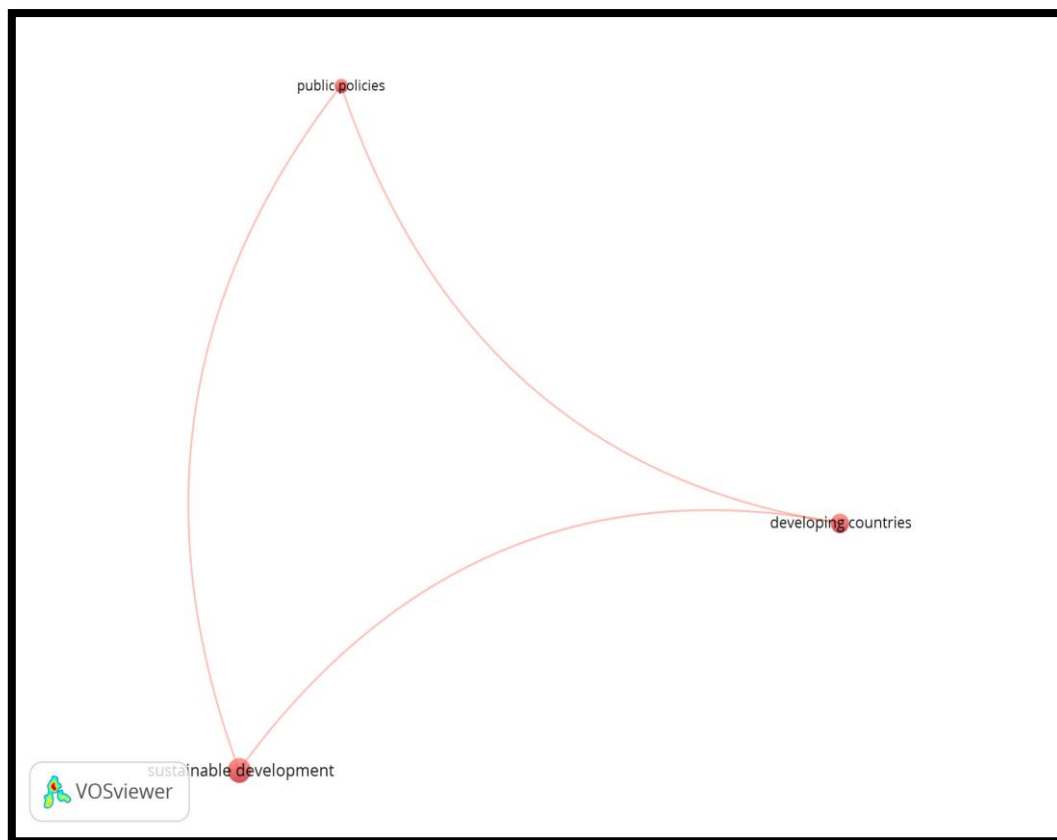 public policies
developing countries
sustainable development
VOSviewer